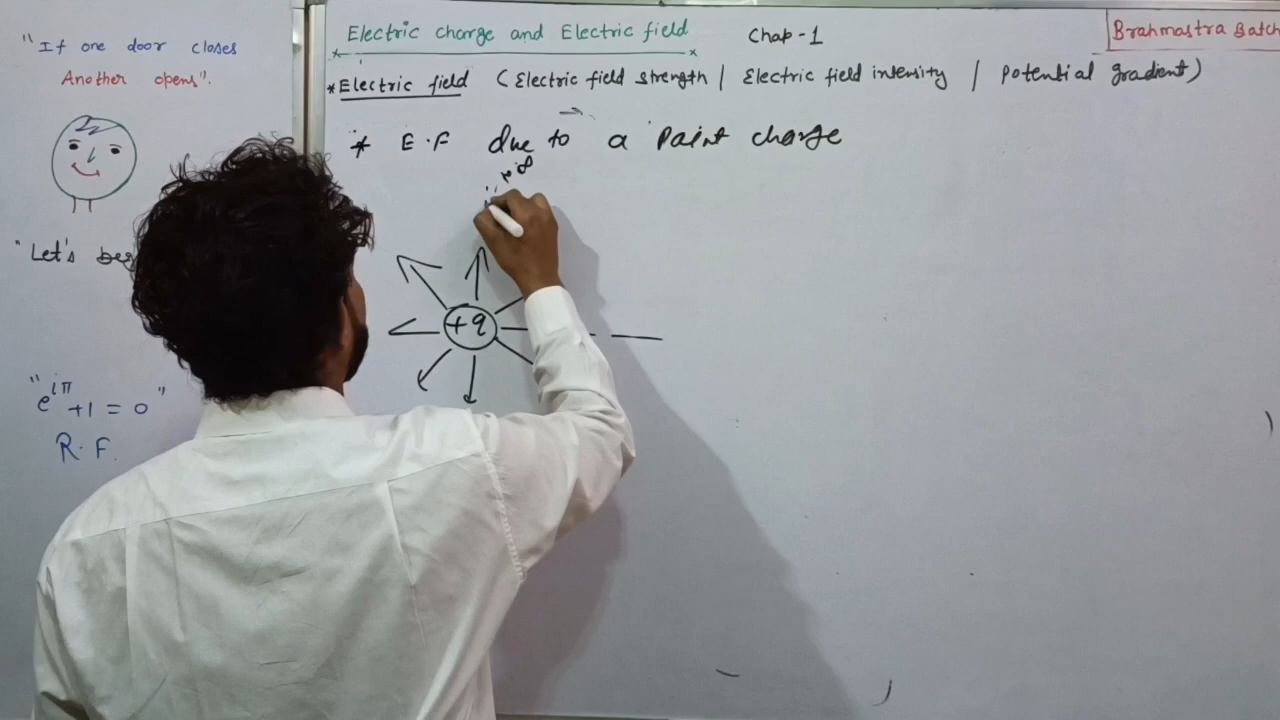 "If one door closes
Another opens".
"Let's
"e^iπ +1 = 0"
R.F.
Electric charge and Electric field Chap-1
Brahmastra Batch
* Electric field (Electric field strength / Electric field intensity / Potential gradient)
* E.F due to a Point charge
+q